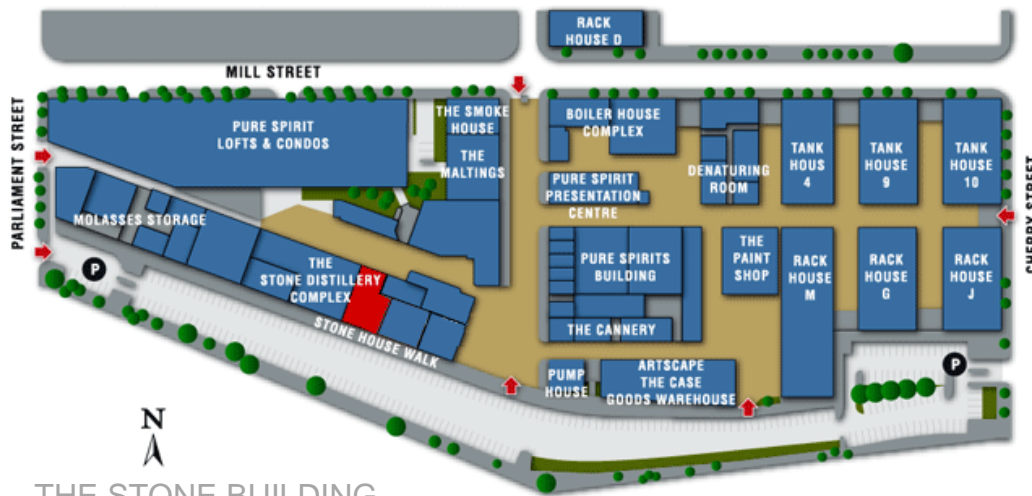 RACK
HOUSE D
MILL STREET
PARLIAMENT STREET
PURE SPIRIT
LOFTS & CONDOS
THE SMOKE
HOUSE
THE
MALTINGS
BOILER HOUSE
COMPLEX
DENATURING
ROOM
TANK
HOUS
4
TANK
HOUSE
9
TANK
HOUSE
10
PURE SPIRIT
PRESENTATION
CENTRE
CHERRY STREET
MOLASSES STORAGE
THE
STONE DISTILLERY
COMPLEX
STONE HOUSE WALK
PURE SPIRITS
BUILDING
THE
PAINT
SHOP
RACK
HOUSE
M
RACK
HOUSE
G
RACK
HOUSE
J
THE CANNERY
PUMP
HOUSE
ARTSCAPE
THE CASE
GOODS WAREHOUSE
P
P
N
THE STONE BUILDING